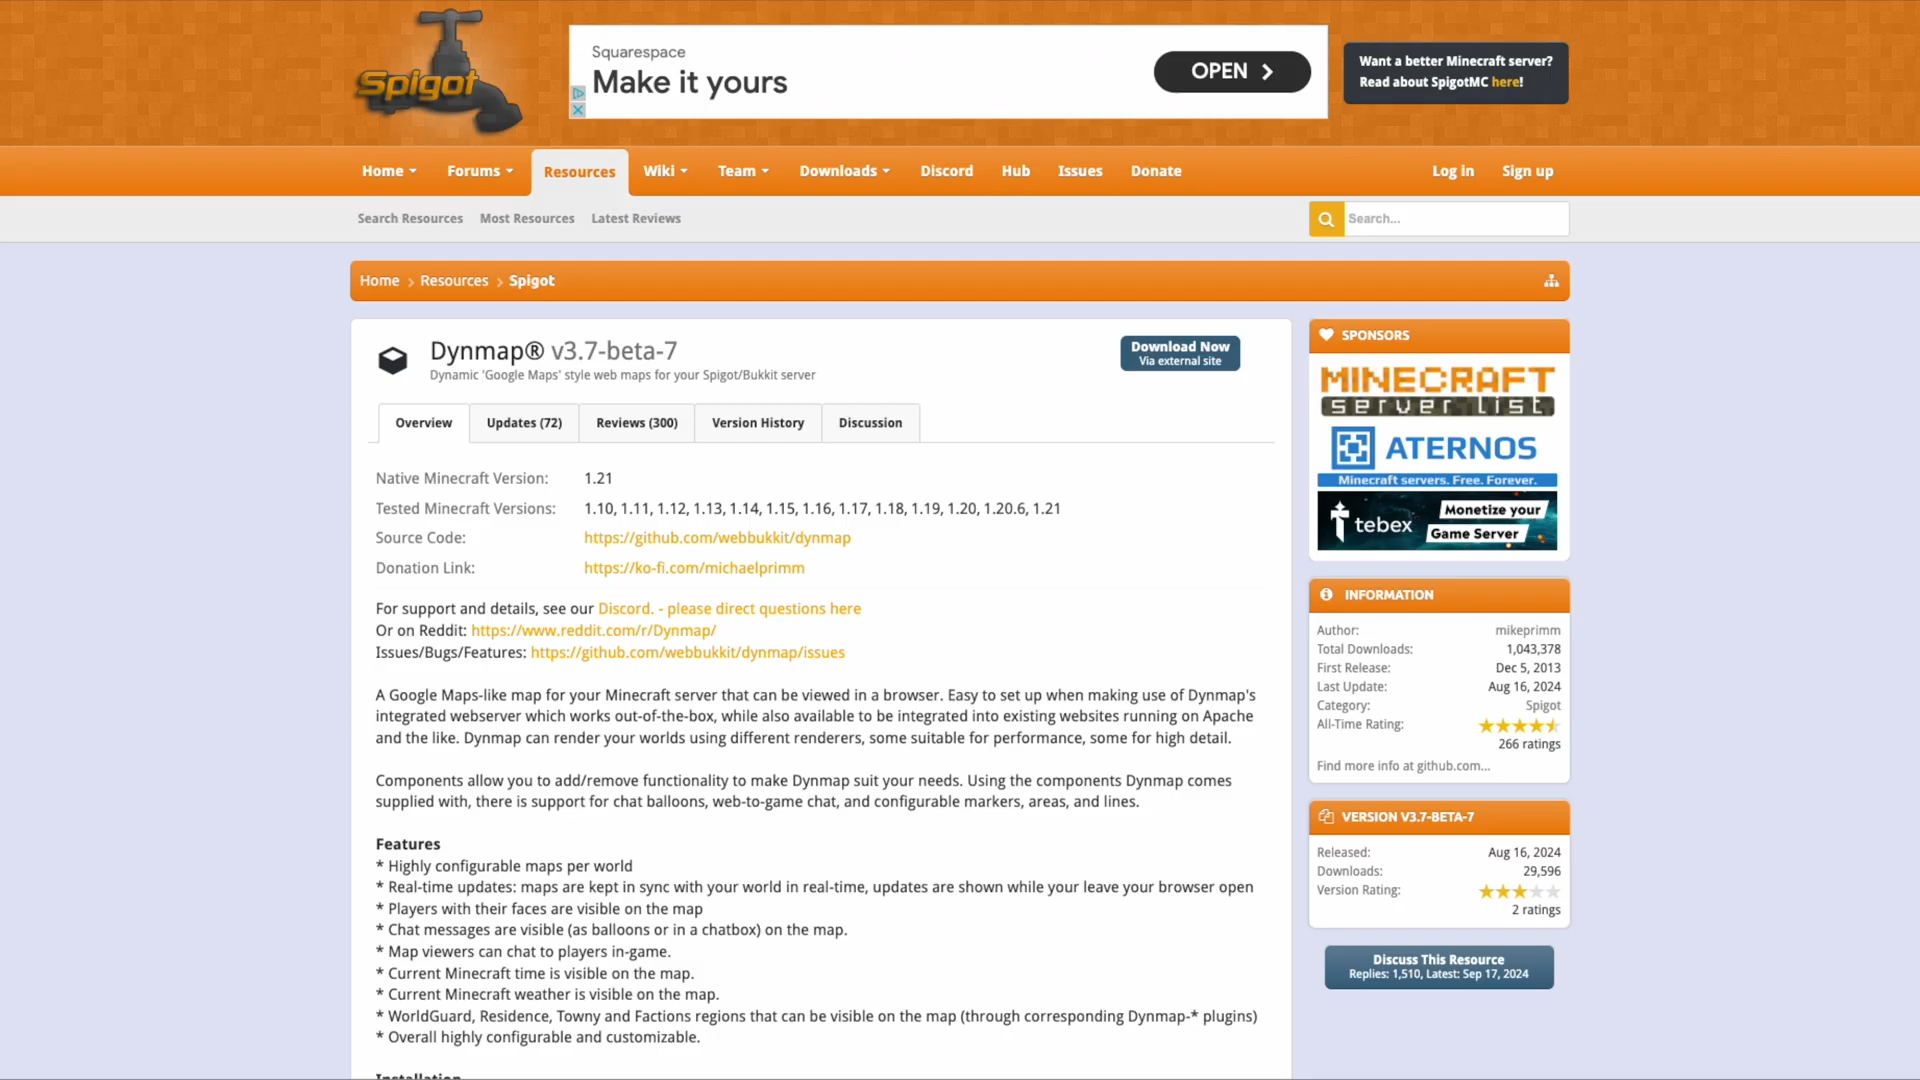 Spigot
Squarespace
Make it yours
OPEN
Want a better Minecraft server?
Read about SpigotMC here!
Home Forums Resources Wiki Team Downloads Discord Hub Issues Donate Log in Sign up
Search Resources Most Resources Latest Reviews Search...
Home Resources Spigot
Dynmap® v3.7-beta-7
Dynamic 'Google Maps' style web maps for your Spigot/Bukkit server
Download Now
Via external site
Overview Updates (72) Reviews (300) Version History Discussion
Native Minecraft Version: 1.21
Tested Minecraft Versions: 1.10, 1.11, 1.12, 1.13, 1.14, 1.15, 1.16, 1.17, 1.18, 1.19, 1.20, 1.20.6, 1.21
Source Code: https://github.com/webbukkit/dynmap
Donation Link: https://ko-fi.com/michaelprimm
For support and details, see our Discord. - please direct questions here
Or on Reddit: https://www.reddit.com/r/Dynmap/
Issues/Bugs/Features: https://github.com/webbukkit/dynmap/issues
A Google Maps-like map for your Minecraft server that can be viewed in a browser. Easy to set up when making use of Dynmap's
integrated webserver which works out-of-the-box, while also available to be integrated into existing websites running on Apache
and the like. Dynmap can render your worlds using different renderers, some suitable for performance, some for high detail.
Components allow you to add/remove functionality to make Dynmap suit your needs. Using the components Dynmap comes
supplied with, there is support for chat balloons, web-to-game chat, and configurable markers, areas, and lines.
Features
* Highly configurable maps per world
* Real-time updates: maps are kept in sync with your world in real-time, updates are shown while your leave your browser open
* Players with their faces are visible on the map
* Chat messages are visible (as balloons or in a chatbox) on the map.
* Map viewers can chat to players in-game.
* Current Minecraft time is visible on the map.
* Current Minecraft weather is visible on the map.
* WorldGuard, Residence, Towny and Factions regions that can be visible on the map (through corresponding Dynmap-* plugins)
* Overall highly configurable and customizable.
Installation
SPONSORS
MINECRAFT
server list
ATERNOS
Minecraft servers. Free. Forever.
tebex
Monetize your
Game Server
INFORMATION
Author: mikeprimm
Total Downloads: 1,043,378
First Release: Dec 5, 2013
Last Update: Aug 16, 2024
Category: Spigot
All-Time Rating:
266 ratings
Find more info at github.com...
VERSION V3.7-BETA-7
Released: Aug 16, 2024
Downloads: 29,596
Version Rating:
2 ratings
Discuss This Resource
Replies: 1,510, Latest: Sep 17, 2024